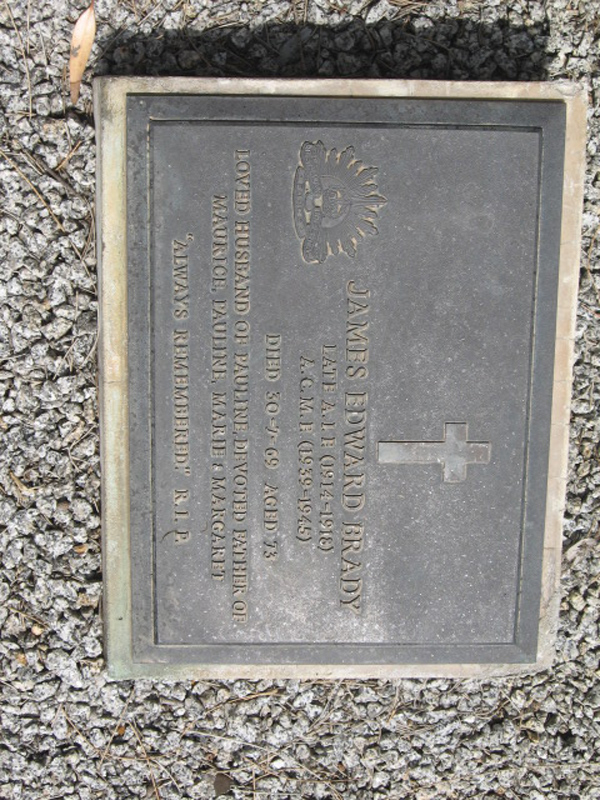 JAMES EDWARD BRADY
LATE A. I. F. (1914-1918)
A. C. M. F. (1939-1945)
DIED 30-7-69 AGED 73
LOVED HUSBAND OF PAULINE, DEVOTED FATHER OF
MAURICE, PAULINE, MARIE & MARGARET
"ALWAYS REMEMBERED." R. I. P.